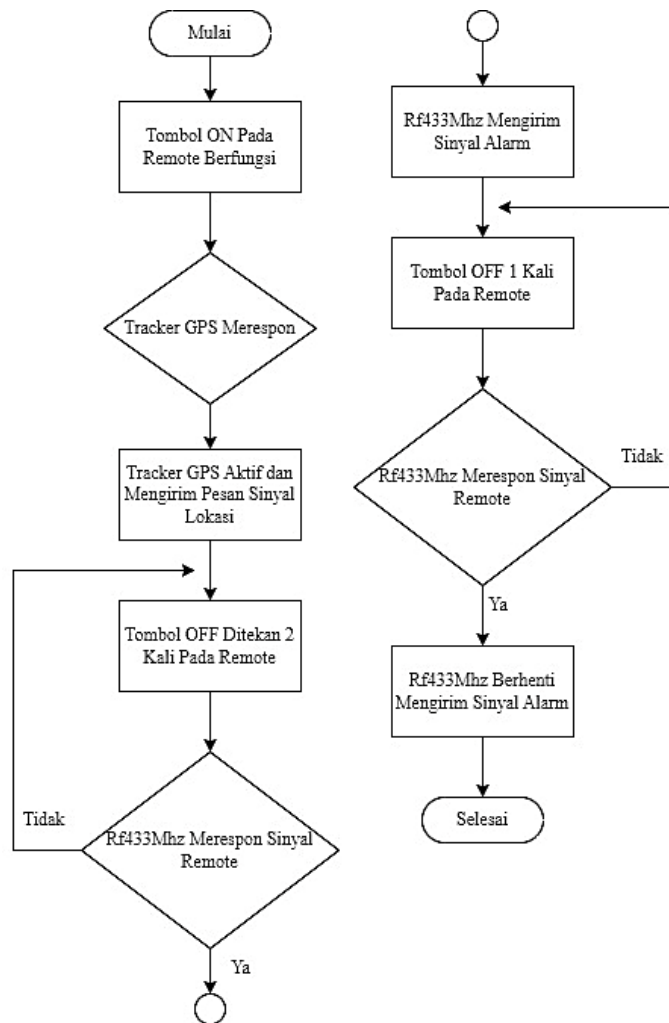 Mulai
Tombol ON Pada
Remote Berfungsi
Tracker GPS Merespon
Tracker GPS Aktif dan
Mengirim Pesan Sinyal
Lokasi
Tombol OFF Ditekan 2
Kali Pada Remote
Tidak
Rf433Mhz Merespon Sinyal
Remote
Ya
Rf433Mhz Mengirim
Sinyal Alarm
Tombol OFF 1 Kali
Pada Remote
Tidak
Rf433Mhz Merespon Sinyal
Remote
Ya
Rf433Mhz Berhenti
Mengirim Sinyal Alarm
Selesai